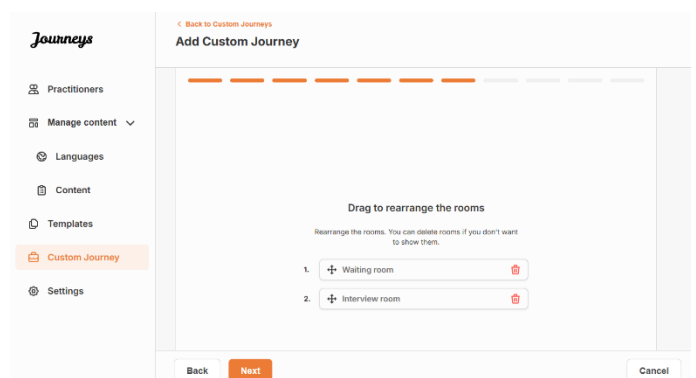 Journeys
Back to Custom Journeys
Add Custom Journey
Practitioners
Manage content
Languages
Content
Templates
Custom Journey
Settings
Drag to rearrange the rooms
Rearrange the rooms. You can delete rooms if you don't want
to show them.
1. Waiting room
2. Interview room
Back
Next
Cancel